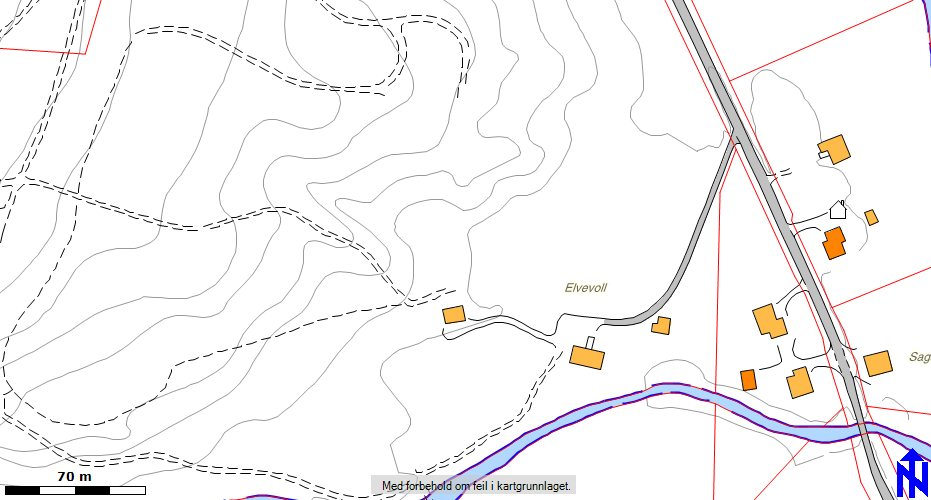 Elvevoll
Sag
70 m
Med forbehold om feil i kartgrunnlaget.
N